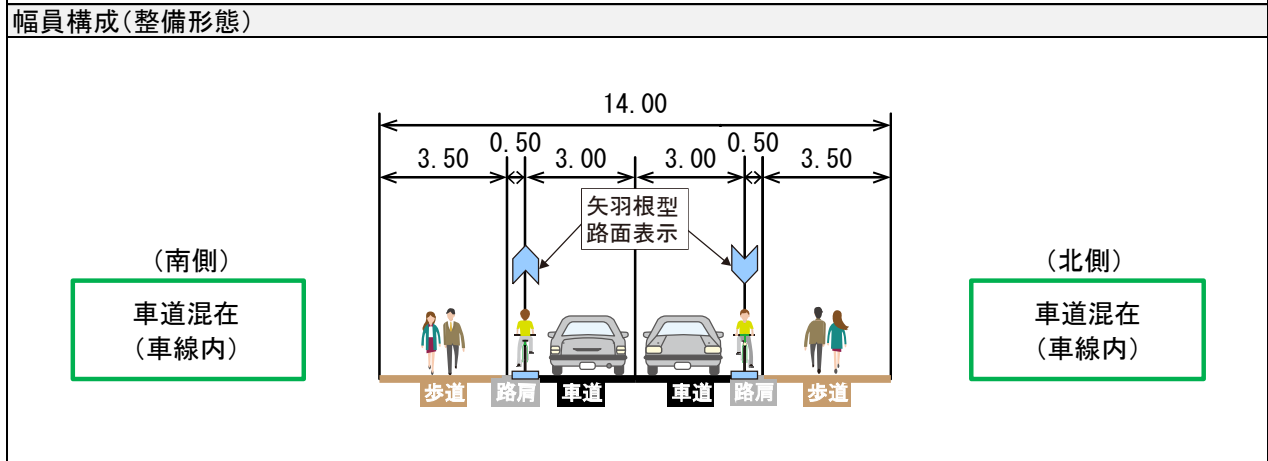 幅員構成(整備形態)
14.00
0.50 0.50
3.50 3.00 3.00 3.50
矢羽根型
路面表示
(南側)
車道混在
(車線内)
(北側)
車道混在
(車線内)
歩道 路肩 車道 車道 路肩 歩道